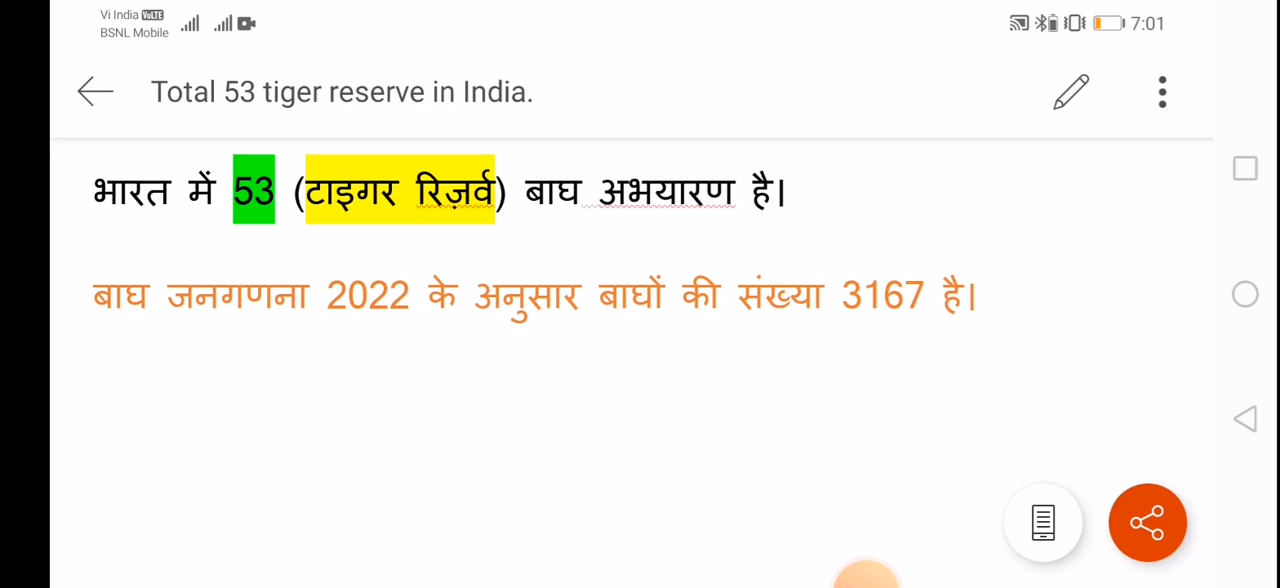 Vi India VoLTE
BSNL Mobile
7:01
Total 53 tiger reserve in India.
भारत में 53 (टाइगर रिज़र्व) बाघ अभयारण है।
बाघ जनगणना 2022 के अनुसार बाघों की संख्या 3167 है।